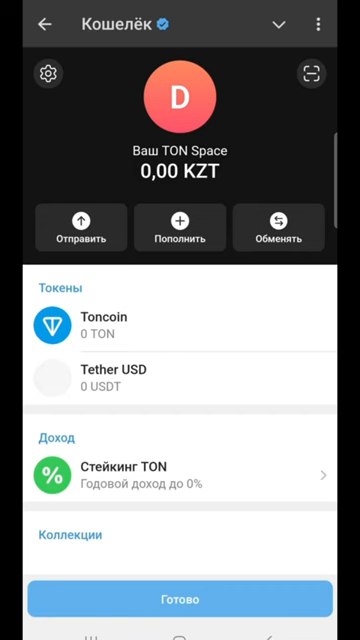 Кошелёк
D
Ваш TON Space
0,00 KZT
Отправить
Пополнить
Обменять
Токены
Toncoin
0 TON
Tether USD
0 USDT
Доход
%
Стейкинг TON
Годовой доход до 0%
Коллекции
Готово